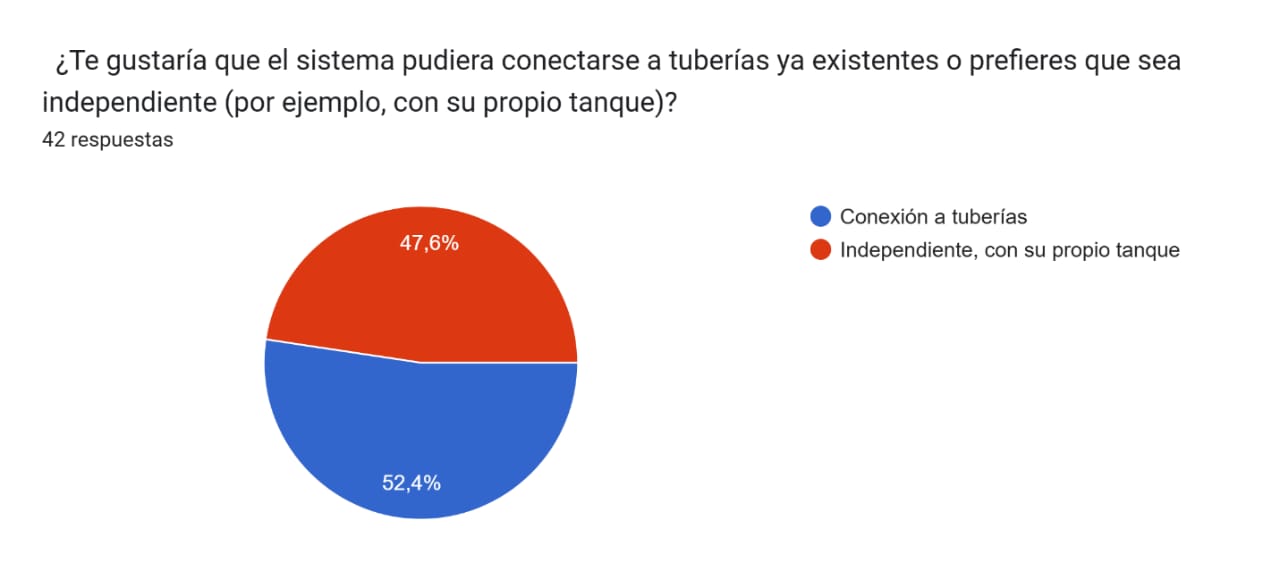 ¿Te gustaría que el sistema pudiera conectarse a tuberías ya existentes o prefieres que sea
independiente (por ejemplo, con su propio tanque)?
42 respuestas
47,6%
52,4%
Conexión a tuberías
Independiente, con su propio tanque